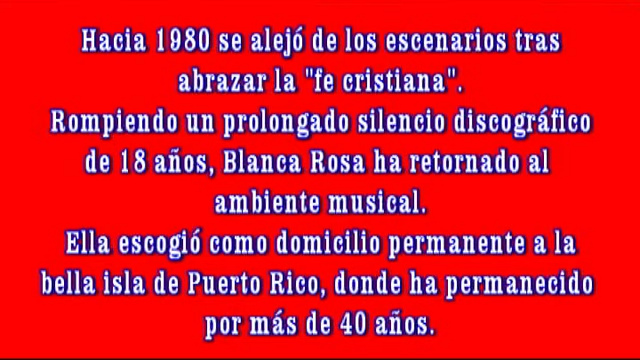 Hacia 1980 se alejó de los escenarios tras
abrazar la "fe cristiana".
Rompiendo un prolongado silencio discográfico
de 18 años, Blanca Rosa ha retornado al
ambiente musical.
Ella escogió como domicilio permanente a la
bella isla de Puerto Rico, donde ha permanecido
por más de 40 años.